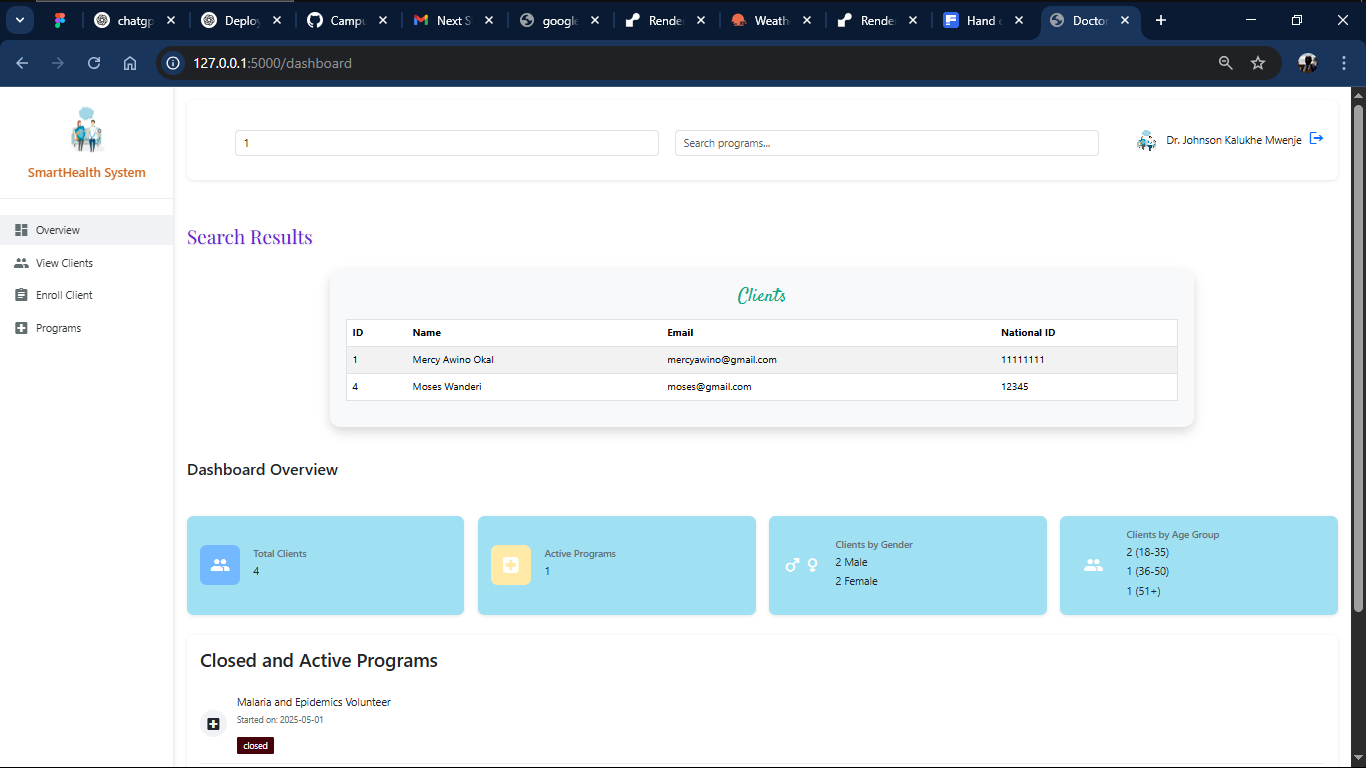 chatgp
Deploy
Campu
Next S
google
Render
Weath
Render
Hand
Doctor
127.0.0.1:5000/dashboard
SmartHealth System
1
Search programs...
Dr. Johnson Kalukhe Mwenje
Overview
View Clients
Enroll Client
Programs
Search Results
Clients
ID Name Email National ID
1 Mercy Awino Okal mercyawino@gmail.com 11111111
4 Moses Wanderi moses@gmail.com 12345
Dashboard Overview
Total Clients
4
Active Programs
1
Clients by Gender
2 Male
2 Female
Clients by Age Group
2 (18-35)
1 (36-50)
1 (51+)
Closed and Active Programs
Malaria and Epidemics Volunteer
Started on: 2025-05-01
closed